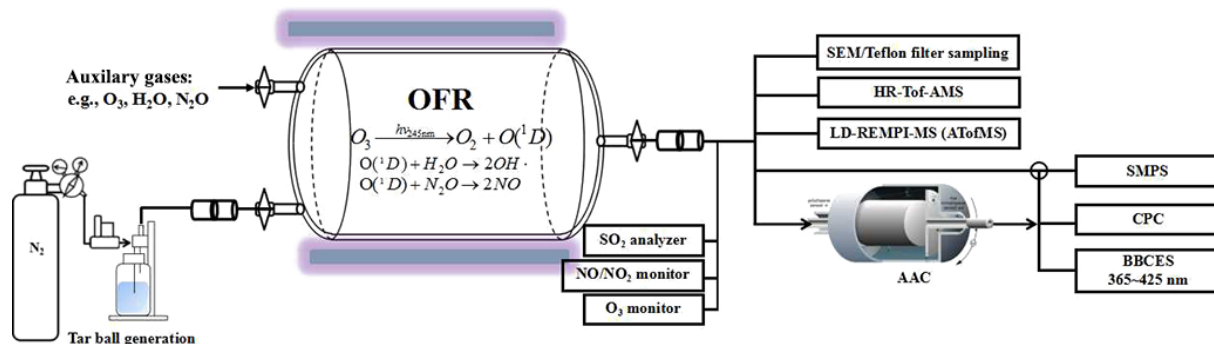 Auxilary gases:
e.g., O₃, H₂O, N₂O
OFR
O₃ —hν₂₄₅nm→ O₂ + O(¹D)
O(¹D) + H₂O → 2OH ·
O(¹D) + N₂O → 2NO
N₂
Tar ball generation
SO₂ analyzer
NO/NO₂ monitor
O₃ monitor
SEM/Teflon filter sampling
HR-Tof-AMS
LD-REMPI-MS (ATofMS)
AAC
SMPS
CPC
BBCES
365~425 nm